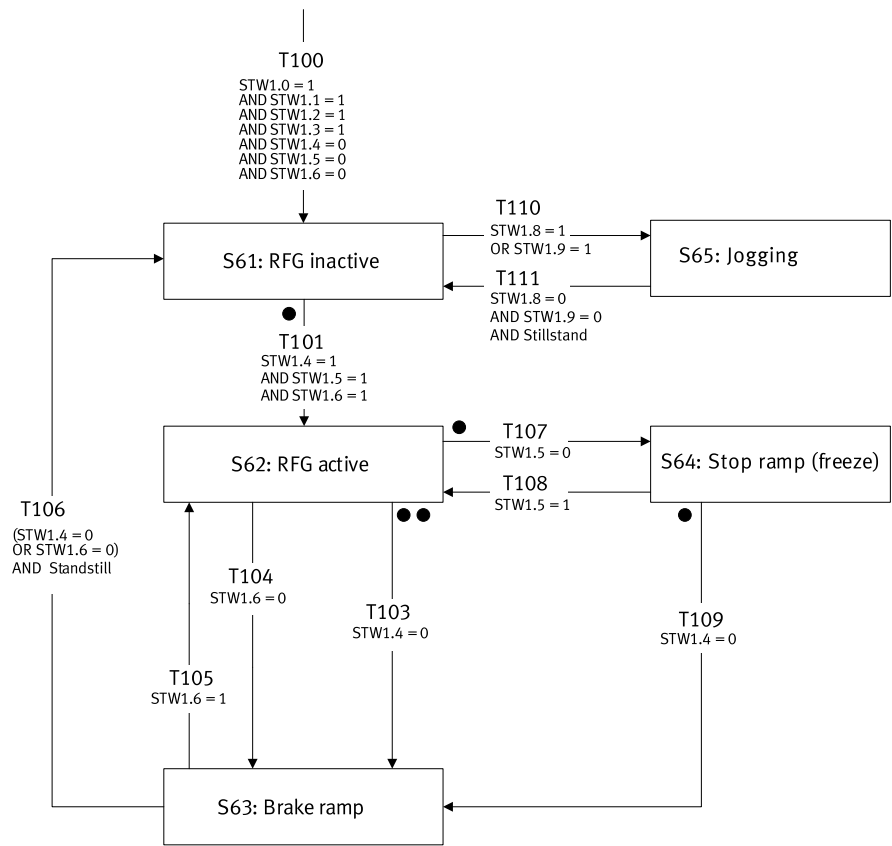 T100
STW1.0 = 1
AND STW1.1 = 1
AND STW1.2 = 1
AND STW1.3 = 1
AND STW1.4 = 0
AND STW1.5 = 0
AND STW1.6 = 0
S61: RFG inactive
T110
STW1.8 = 1
OR STW1.9 = 1
S65: Jogging
T111
STW1.8 = 0
AND STW1.9 = 0
AND Stillstand
T101
STW1.4 = 1
AND STW1.5 = 1
AND STW1.6 = 1
S62: RFG active
T107
STW1.5 = 0
S64: Stop ramp (freeze)
T108
STW1.5 = 1
T106
(STW1.4 = 0
OR STW1.6 = 0)
AND Standstill
T104
STW1.6 = 0
T103
STW1.4 = 0
T109
STW1.4 = 0
T105
STW1.6 = 1
S63: Brake ramp